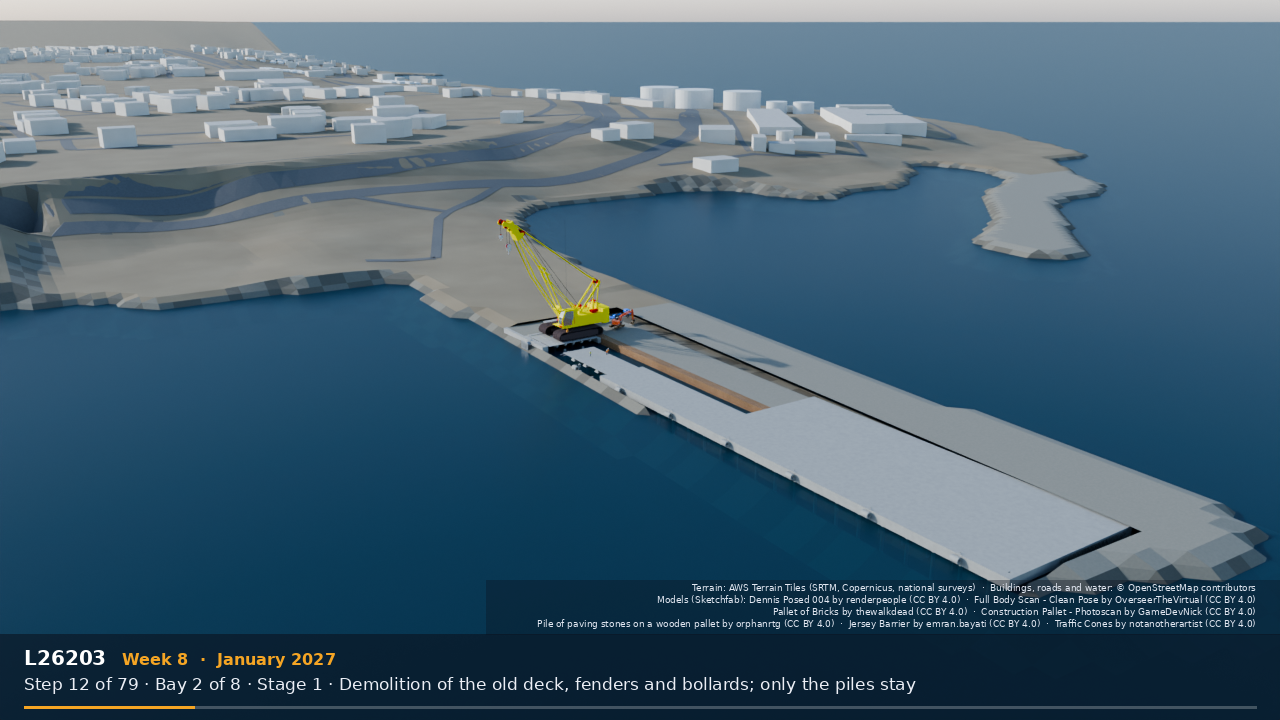 Terrain: AWS Terrain Tiles (SRTM, Copernicus, national surveys)  ·  Buildings, roads and water: © OpenStreetMap contributors
Models (Sketchfab): Dennis Posed 004 by renderpeople (CC BY 4.0)  ·  Full Body Scan - Clean Pose by OverseerTheVirtual (CC BY 4.0)
Pallet of Bricks by thewalkdead (CC BY 4.0)  ·  Construction Pallet - Photoscan by GameDevNick (CC BY 4.0)
Pile of paving stones on a wooden pallet by orphanrtg (CC BY 4.0)  ·  Jersey Barrier by emran.bayati (CC BY 4.0)  ·  Traffic Cones by notanotherartist (CC BY 4.0)
L26203 Week 8 · January 2027
Step 12 of 79 · Bay 2 of 8 · Stage 1 · Demolition of the old deck, fenders and bollards; only the piles stay